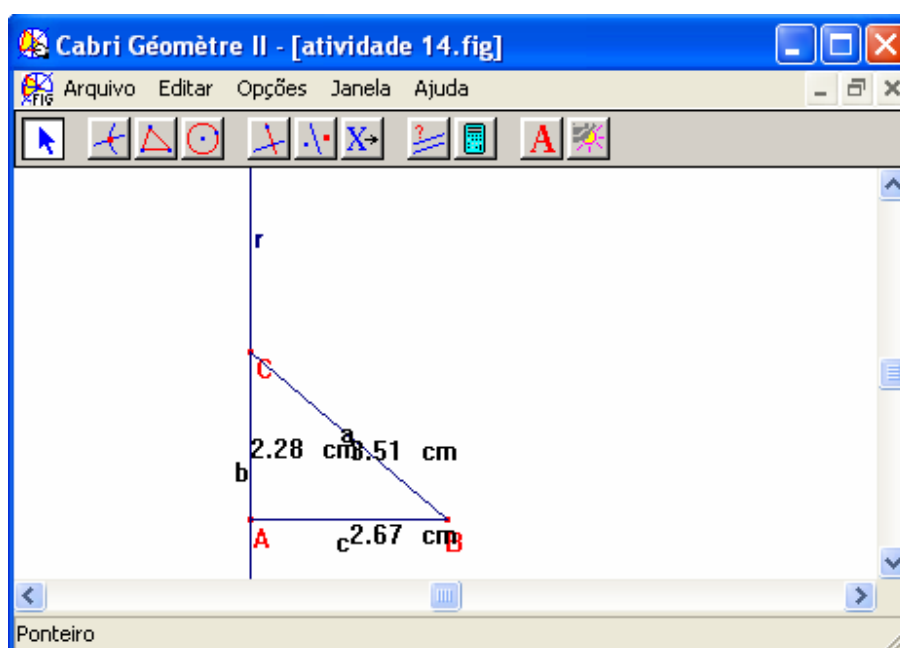 Cabri Géomètre II - [atividade 14.fig]
Arquivo Editar Opções Janela Ajuda
A
r
C
a
2.28 cm 3.51 cm
b
A
c 2.67 cm B
Ponteiro